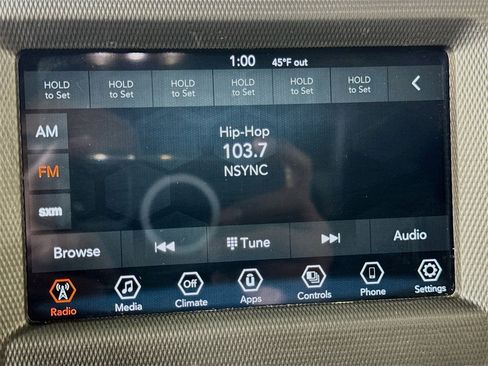 1:00 45°F out
HOLD to Set HOLD to Set HOLD to Set HOLD to Set HOLD to Set HOLD to Set
AM
Hip-Hop
103.7
FM
NSYNC
sxm
Browse Tune Audio
Off
Radio Media Climate Apps Controls Phone Settings